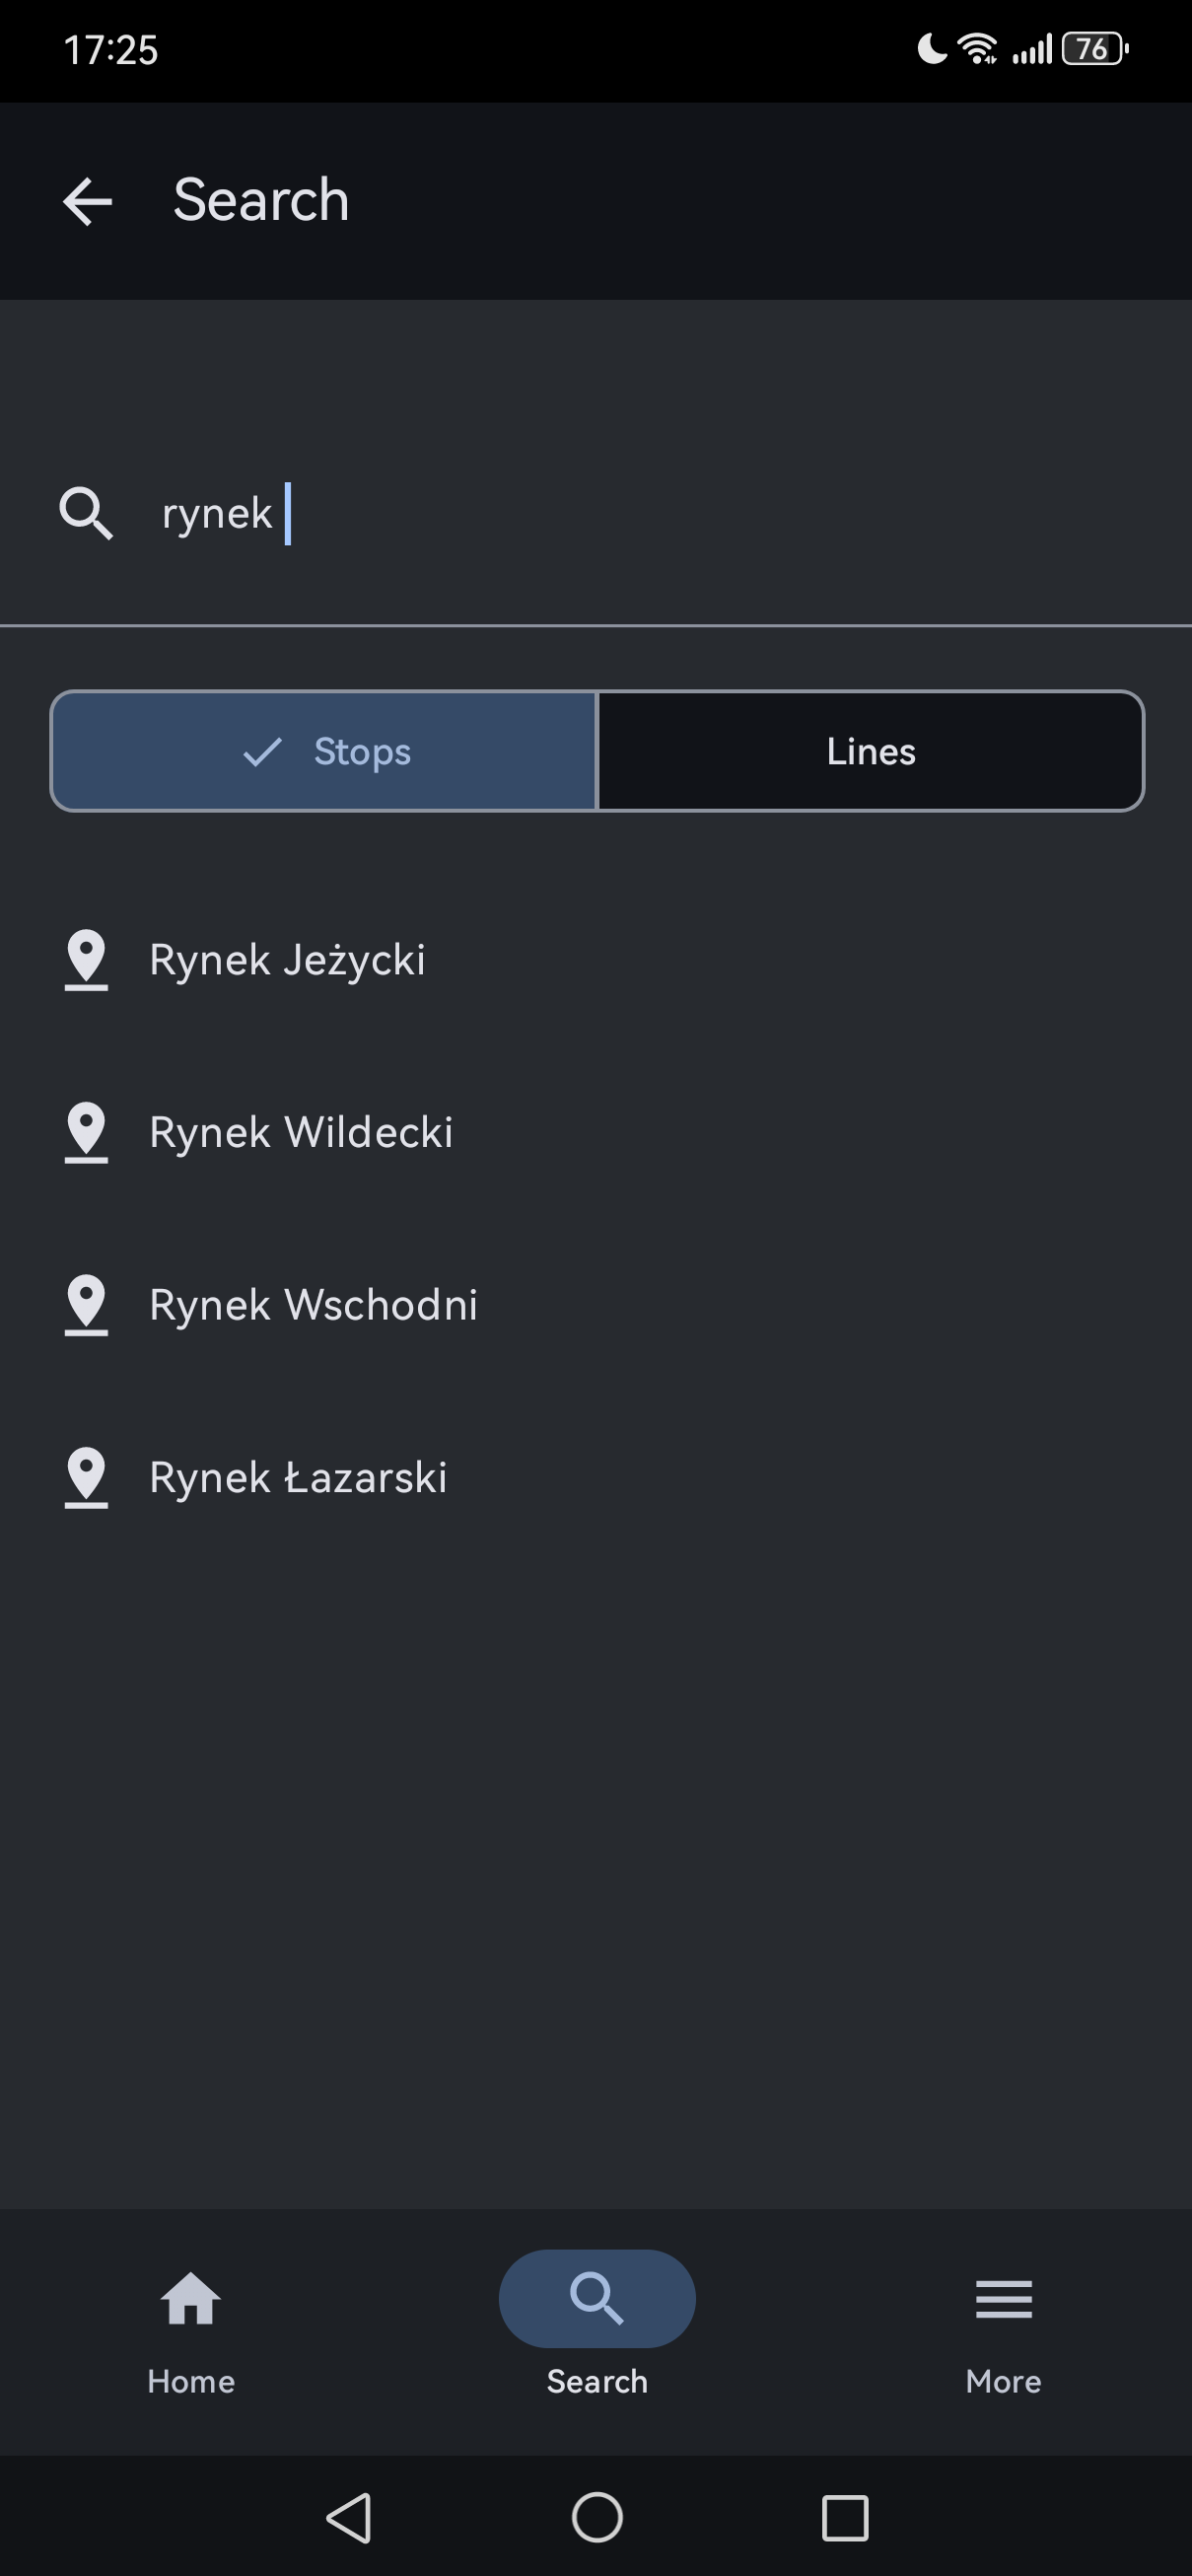 17:25
76
Search
rynek
Stops
Lines
Rynek Jeżycki
Rynek Wildecki
Rynek Wschodni
Rynek Łazarski
Home
Search
More